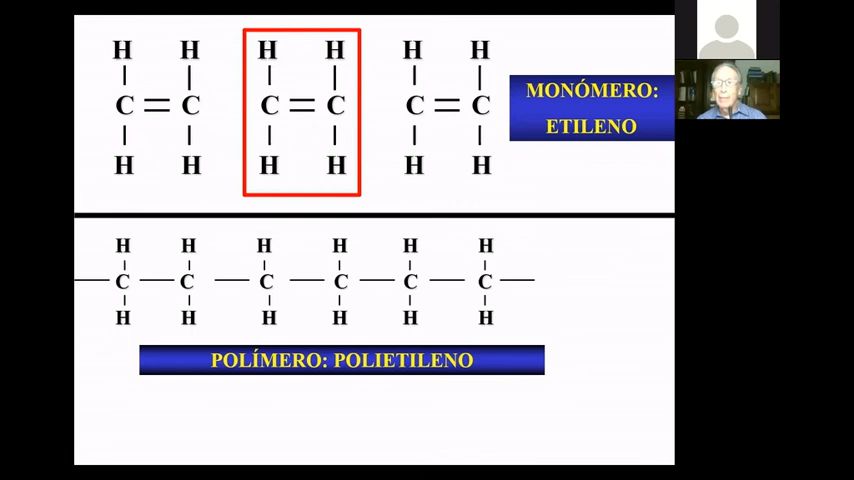 H H H H H H
C = C C = C C = C
H H H H H H
MONÓMERO:
ETILENO
H H H H H H
— C — C — C — C — C — C —
H H H H H H
POLÍMERO: POLIETILENO